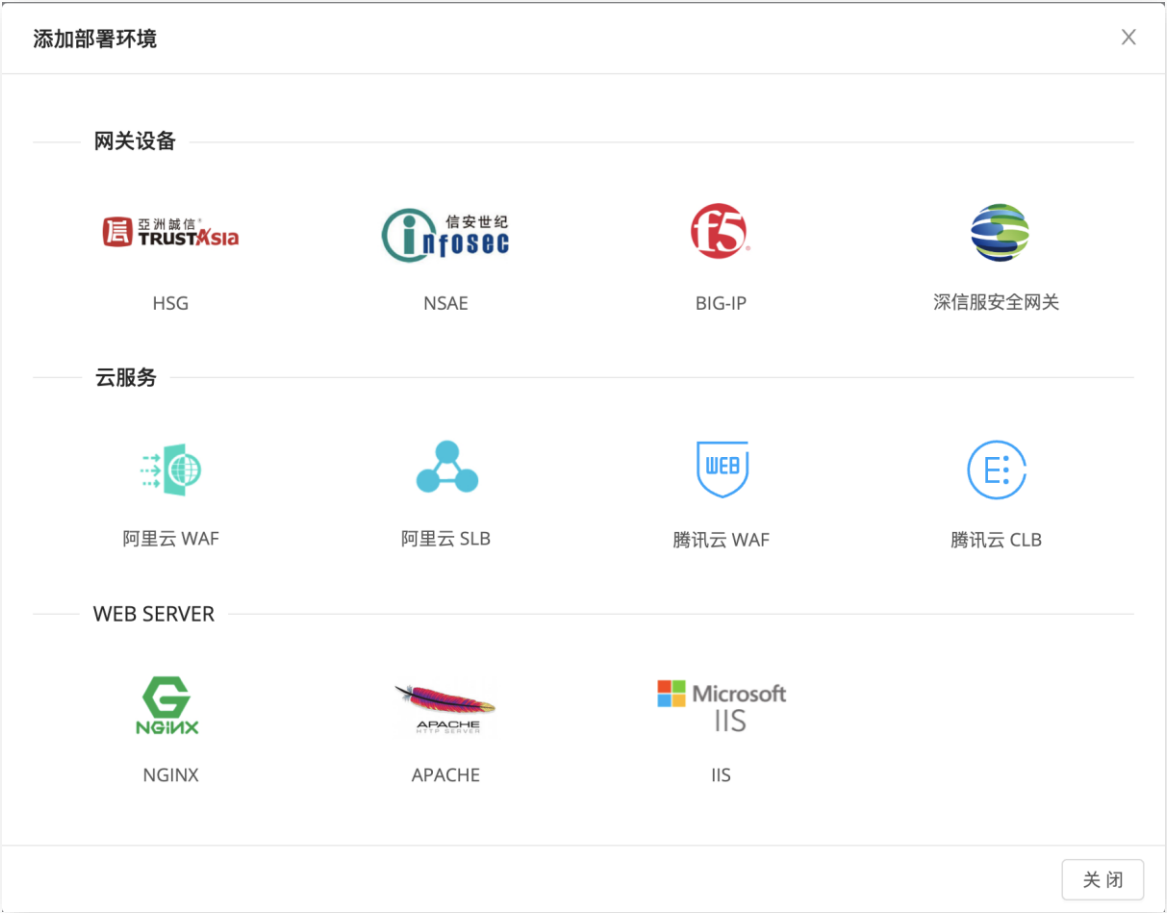 添加部署环境
网关设备
亞洲誠信®
TRUSTAsia
信安世纪
infosec
f5®
HSG
NSAE
BIG-IP
深信服安全网关
云服务
WEB
E:
阿里云 WAF
阿里云 SLB
腾讯云 WAF
腾讯云 CLB
WEB SERVER
G
NGiNX
APACHE
HTTP SERVER
Microsoft
IIS
NGINX
APACHE
IIS
关 闭